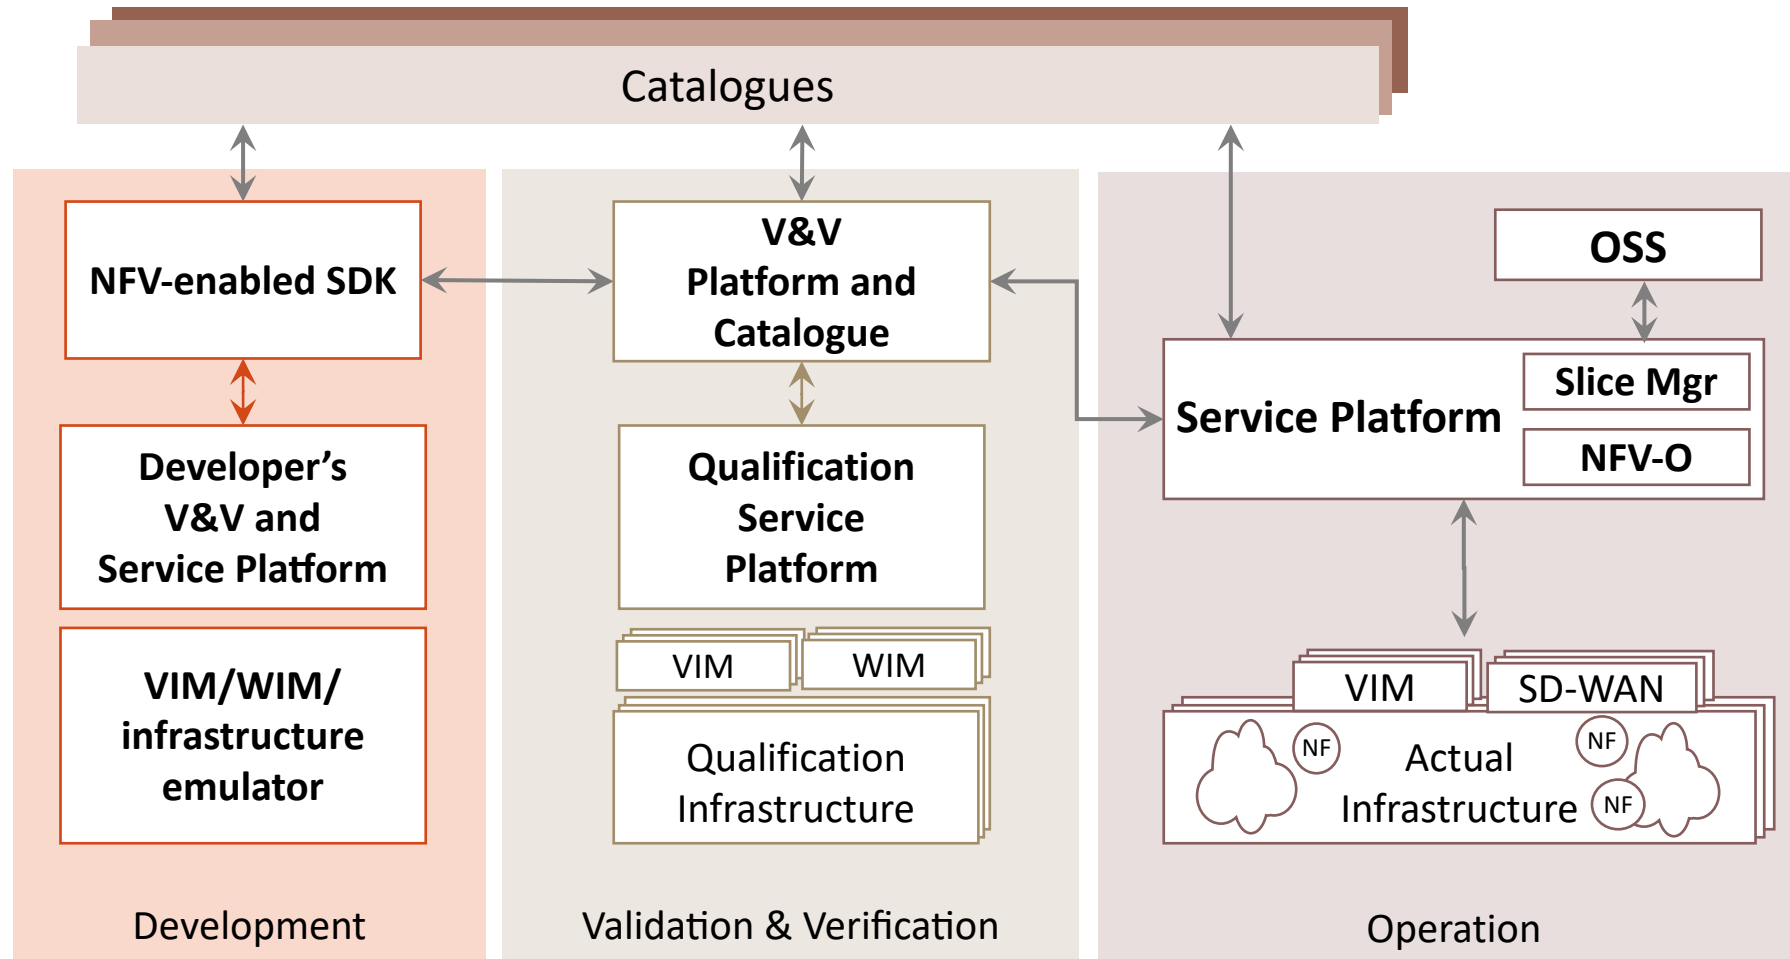 Catalogues
NFV-enabled SDK
Developer’s
V&V and
Service Platform
VIM/WIM/
infrastructure
emulator
Development
V&V
Platform and
Catalogue
Qualification
Service
Platform
VIM
WIM
Qualification
Infrastructure
Validation & Verification
OSS
Service Platform
Slice Mgr
NFV-O
VIM
SD-WAN
NF
NF
Actual
Infrastructure
NF
Operation